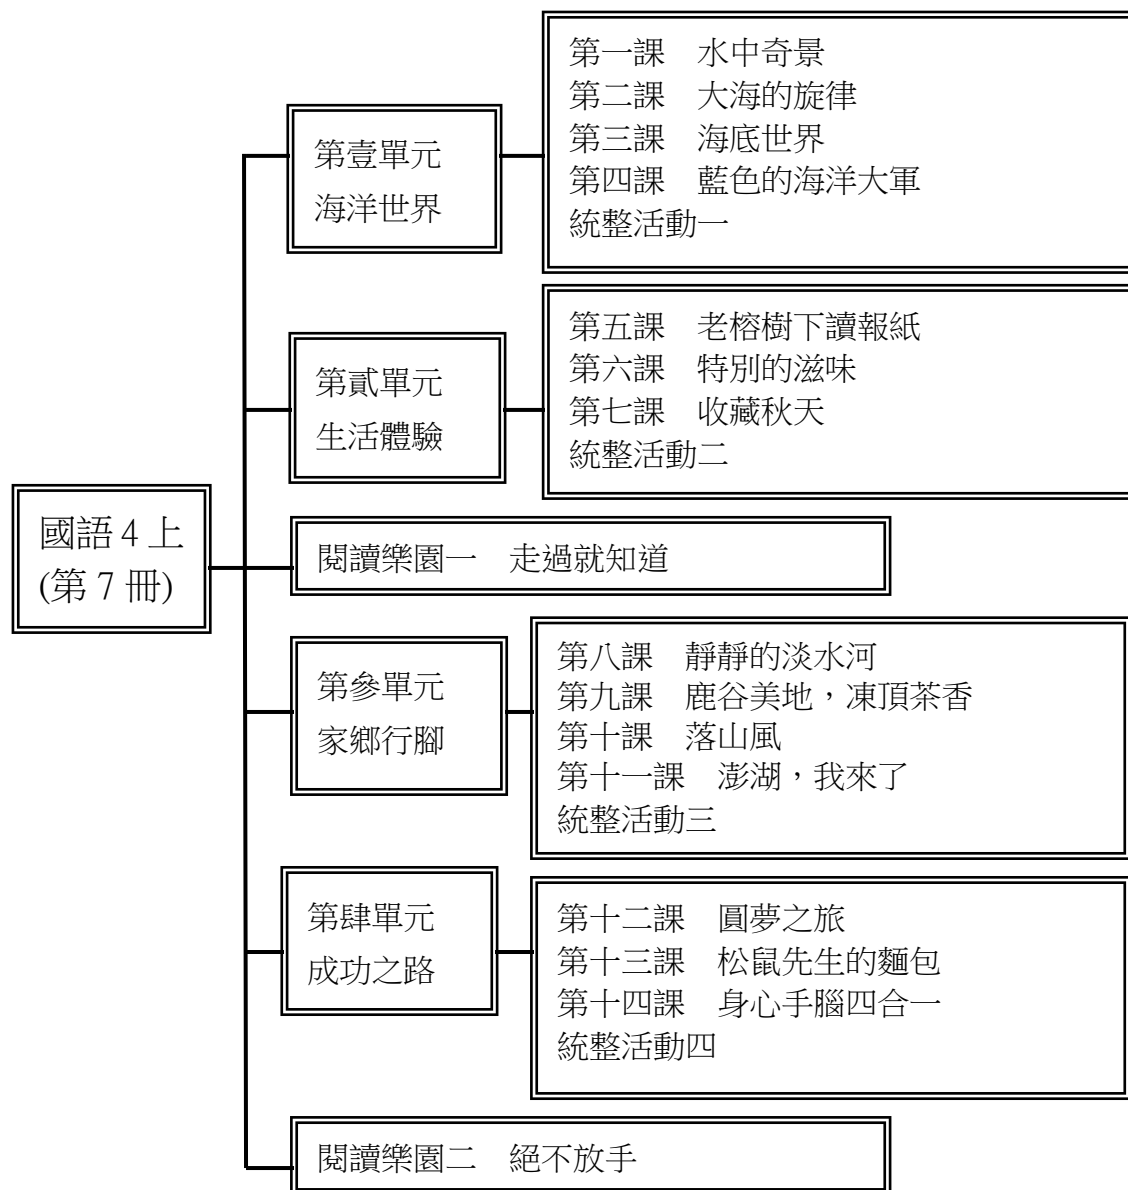 國語 4 上
(第 7 冊)
第壹單元
海洋世界
第一課　水中奇景
第二課　大海的旋律
第三課　海底世界
第四課　藍色的海洋大軍
統整活動一
第貳單元
生活體驗
第五課　老榕樹下讀報紙
第六課　特別的滋味
第七課　收藏秋天
統整活動二
閱讀樂園一　走過就知道
第參單元
家鄉行腳
第八課　靜靜的淡水河
第九課　鹿谷美地，凍頂茶香
第十課　落山風
第十一課　澎湖，我來了
統整活動三
第肆單元
成功之路
第十二課　圓夢之旅
第十三課　松鼠先生的麵包
第十四課　身心手腦四合一
統整活動四
閱讀樂園二　絕不放手